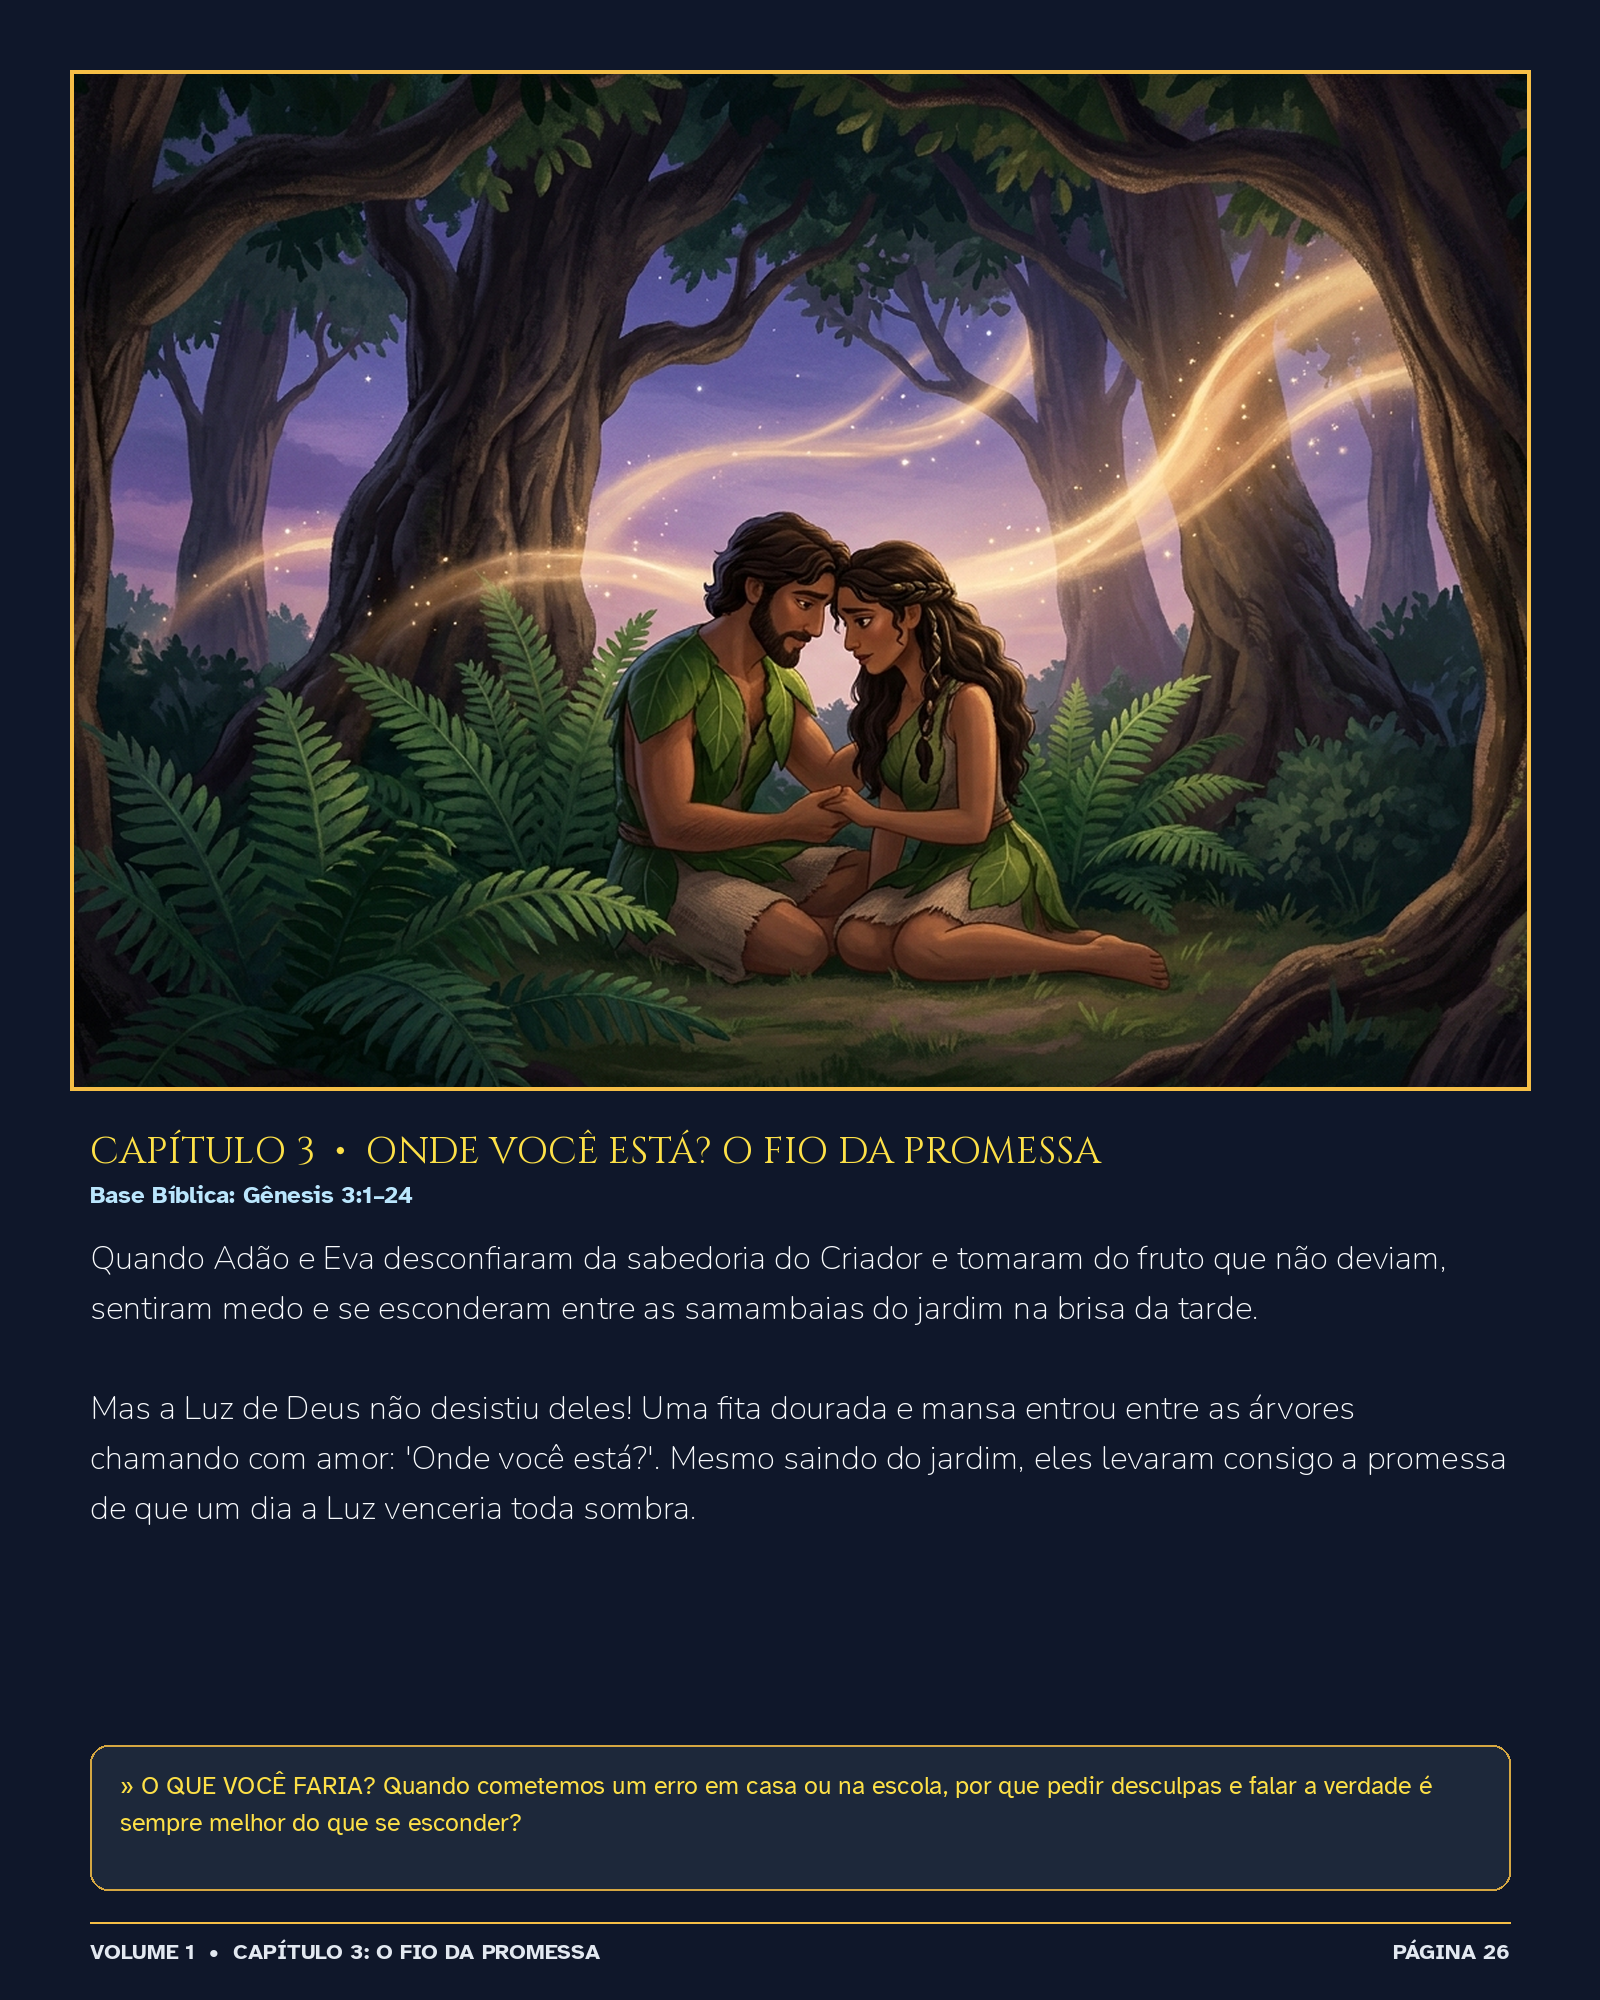 CAPÍTULO 3 • ONDE VOCÊ ESTÁ? O FIO DA PROMESSA
Base Bíblica: Gênesis 3:1–24
Quando Adão e Eva desconfiaram da sabedoria do Criador e tomaram do fruto que não deviam,
sentiram medo e se esconderam entre as samambaias do jardim na brisa da tarde.
Mas a Luz de Deus não desistiu deles! Uma fita dourada e mansa entrou entre as árvores
chamando com amor: 'Onde você está?'. Mesmo saindo do jardim, eles levaram consigo a promessa
de que um dia a Luz venceria toda sombra.
» O QUE VOCÊ FARIA? Quando cometemos um erro em casa ou na escola, por que pedir desculpas e falar a verdade é
sempre melhor do que se esconder?
VOLUME 1 • CAPÍTULO 3: O FIO DA PROMESSA
PÁGINA 26